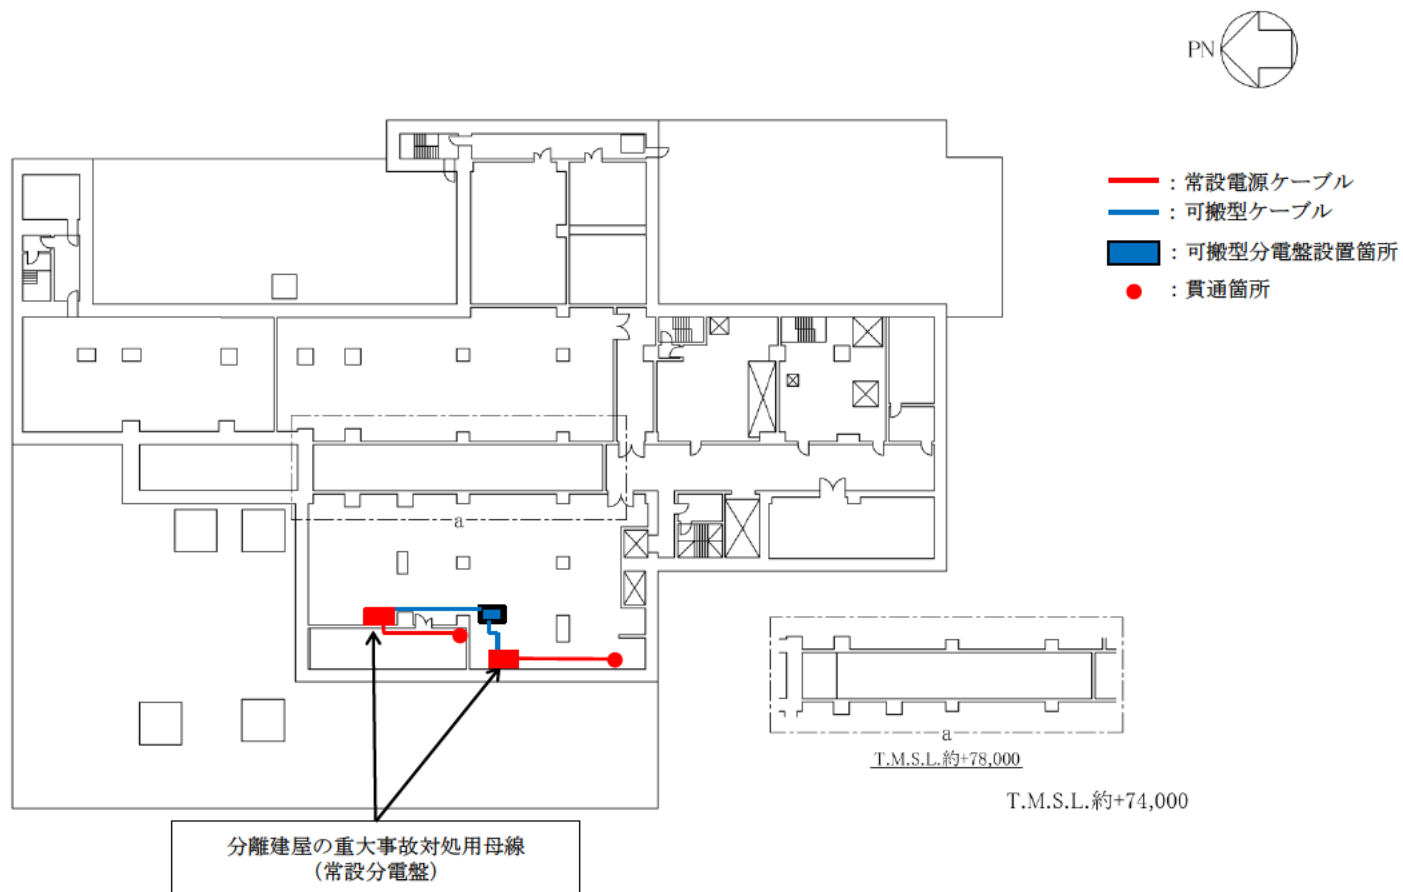 PN
：常設電源ケーブル
：可搬型ケーブル
：可搬型分電盤設置箇所
：貫通箇所
a
a
T.M.S.L.約+78,000
T.M.S.L.約+74,000
分離建屋の重大事故対処用母線
（常設分電盤）